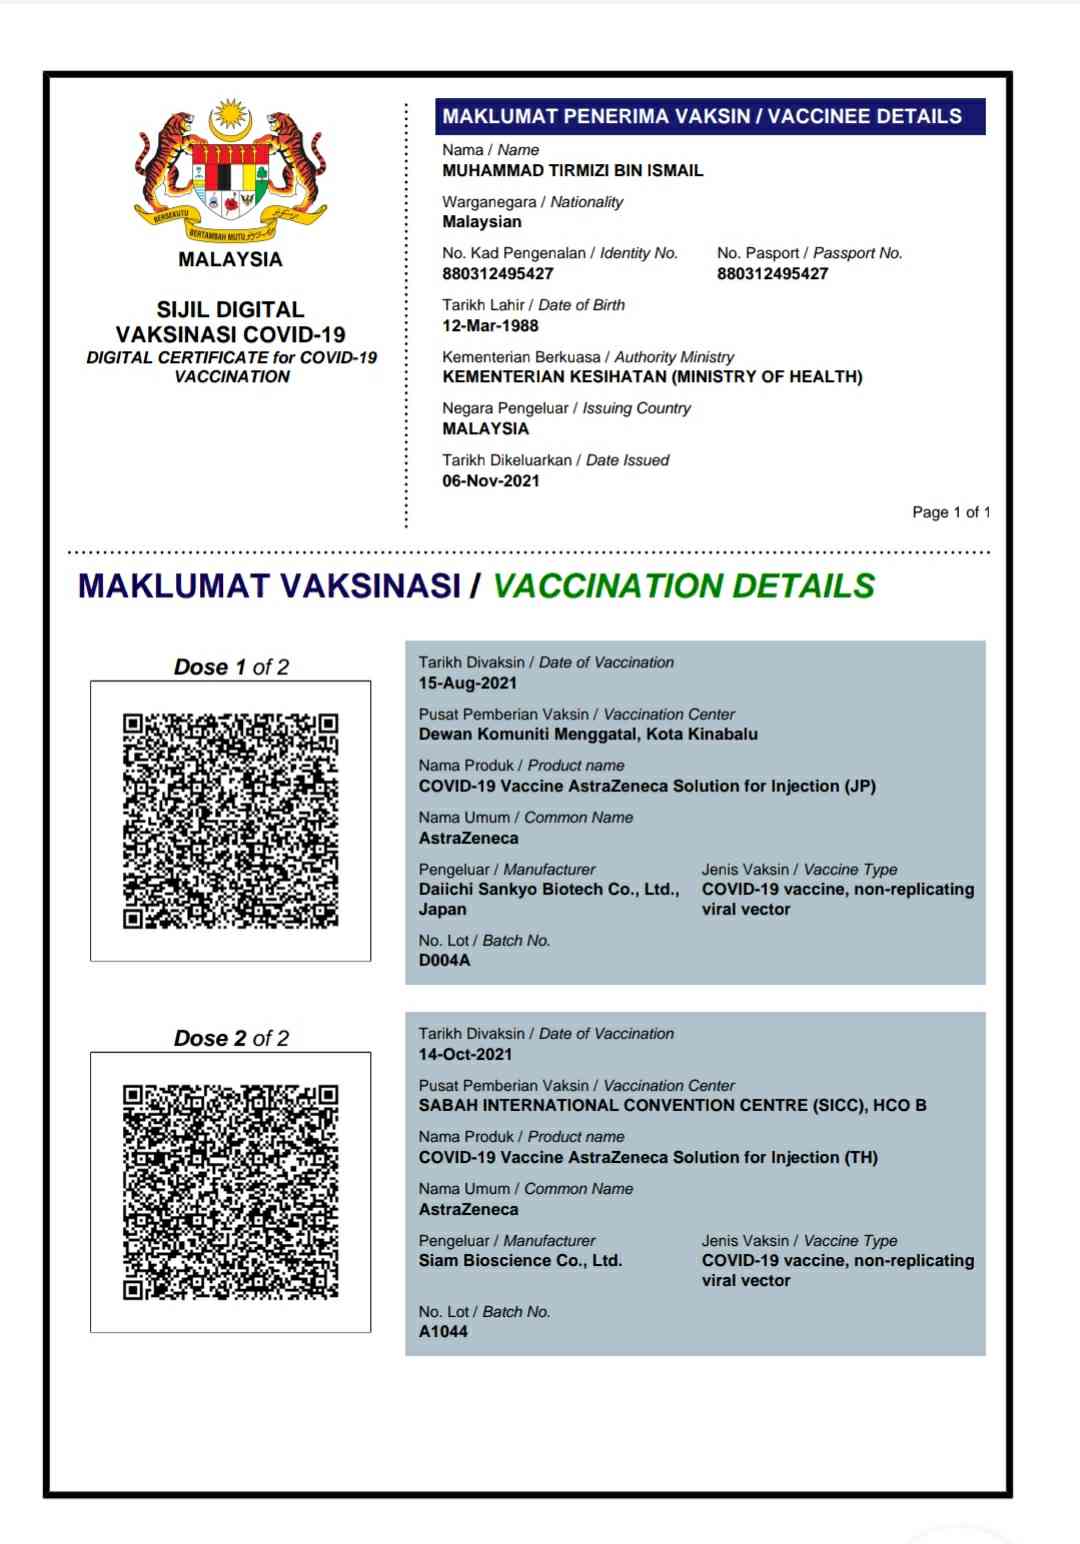 BERSEKUTU
BERTAMBAH MUTU
MALAYSIA
SIJIL DIGITAL
VAKSINASI COVID-19
DIGITAL CERTIFICATE for COVID-19
VACCINATION
MAKLUMAT PENERIMA VAKSIN / VACCINEE DETAILS
Nama / Name
MUHAMMAD TIRMIZI BIN ISMAIL
Warganegara / Nationality
Malaysian
No. Kad Pengenalan / Identity No.
880312495427
No. Pasport / Passport No.
880312495427
Tarikh Lahir / Date of Birth
12-Mar-1988
Kementerian Berkuasa / Authority Ministry
KEMENTERIAN KESIHATAN (MINISTRY OF HEALTH)
Negara Pengeluar / Issuing Country
MALAYSIA
Tarikh Dikeluarkan / Date Issued
06-Nov-2021
Page 1 of 1
MAKLUMAT VAKSINASI / VACCINATION DETAILS
Dose 1 of 2
Tarikh Divaksin / Date of Vaccination
15-Aug-2021
Pusat Pemberian Vaksin / Vaccination Center
Dewan Komuniti Menggatal, Kota Kinabalu
Nama Produk / Product name
COVID-19 Vaccine AstraZeneca Solution for Injection (JP)
Nama Umum / Common Name
AstraZeneca
Pengeluar / Manufacturer
Daiichi Sankyo Biotech Co., Ltd.,
Japan
Jenis Vaksin / Vaccine Type
COVID-19 vaccine, non-replicating
viral vector
No. Lot / Batch No.
D004A
Dose 2 of 2
Tarikh Divaksin / Date of Vaccination
14-Oct-2021
Pusat Pemberian Vaksin / Vaccination Center
SABAH INTERNATIONAL CONVENTION CENTRE (SICC), HCO B
Nama Produk / Product name
COVID-19 Vaccine AstraZeneca Solution for Injection (TH)
Nama Umum / Common Name
AstraZeneca
Pengeluar / Manufacturer
Siam Bioscience Co., Ltd.
Jenis Vaksin / Vaccine Type
COVID-19 vaccine, non-replicating
viral vector
No. Lot / Batch No.
A1044